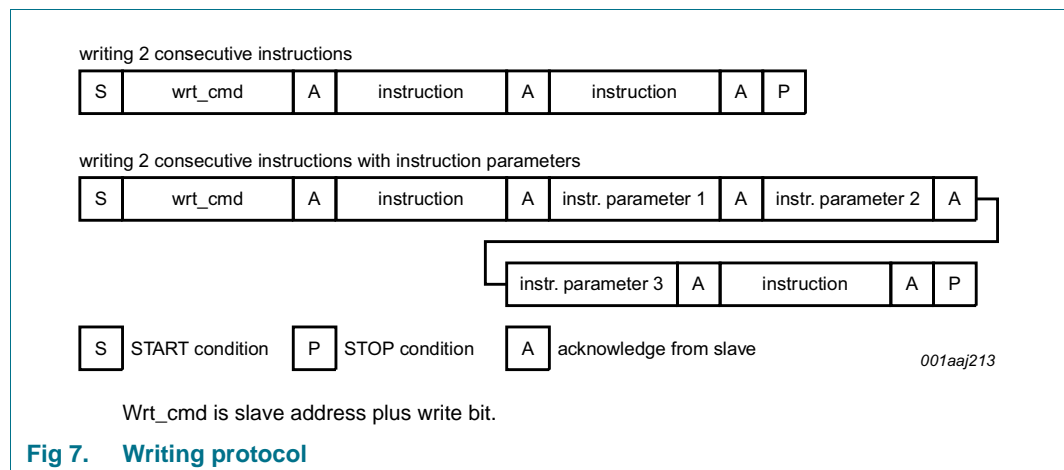 writing 2 consecutive instructions
S wrt_cmd A instruction A instruction A P
writing 2 consecutive instructions with instruction parameters
S wrt_cmd A instruction A instr. parameter 1 A instr. parameter 2 A
instr. parameter 3 A instruction A P
S START condition P STOP condition A acknowledge from slave
001aaj213
Wrt_cmd is slave address plus write bit.
Fig 7. Writing protocol